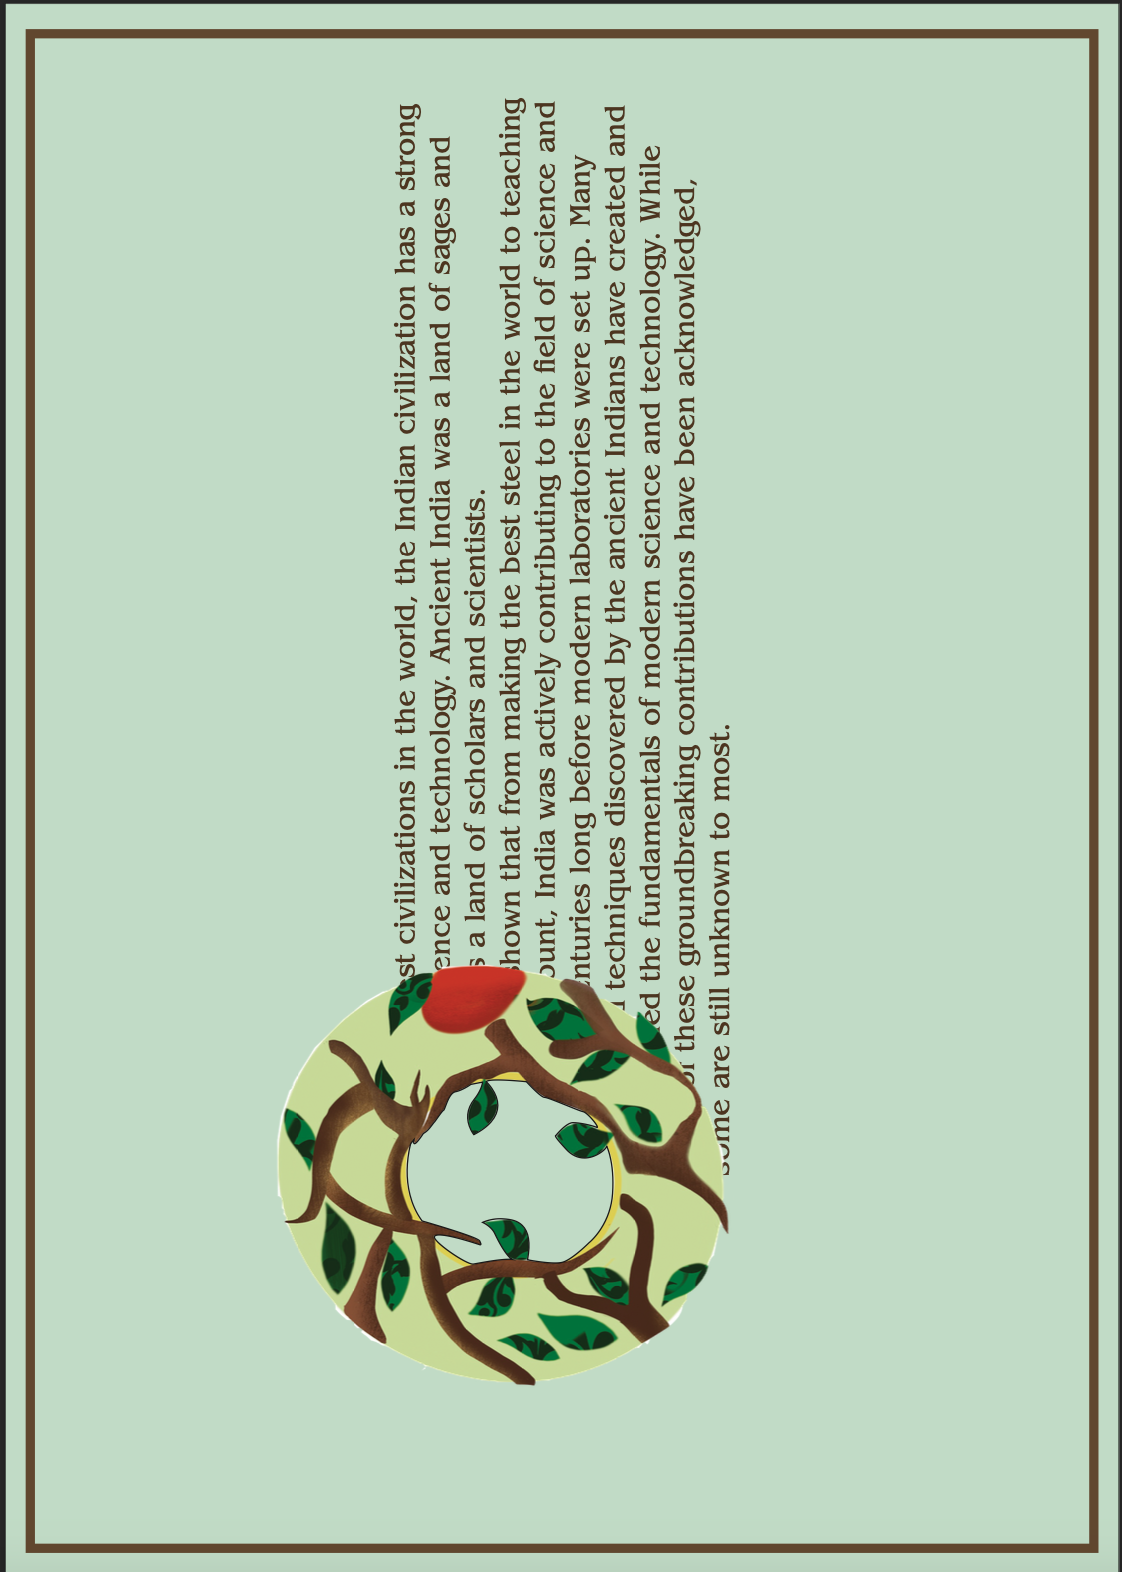 st civilizations in the world, the Indian civilization has a strong
ence and technology. Ancient India was a land of sages and
s a land of scholars and scientists.
shown that from making the best steel in the world to teaching
ount, India was actively contributing to the field of science and
nturies long before modern laboratories were set up. Many
techniques discovered by the ancient Indians have created and
ed the fundamentals of modern science and technology. While
of these groundbreaking contributions have been acknowledged,
some are still unknown to most.